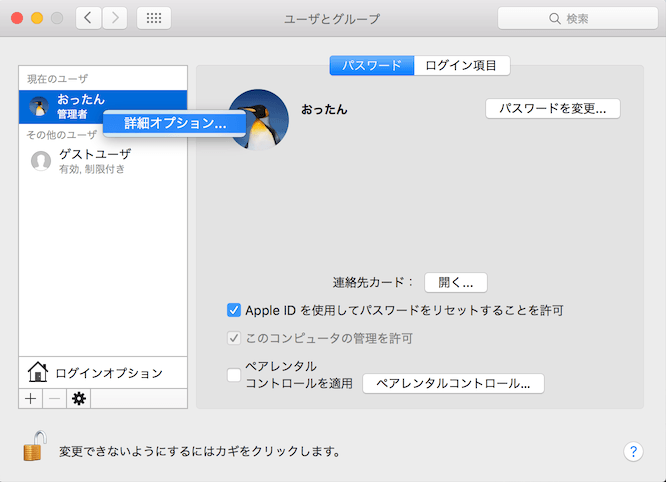 ユーザとグループ
検索
パスワード
ログイン項目
現在のユーザ
おったん
管理者
詳細オプション...
その他のユーザ
ゲストユーザ
有効, 制限付き
おったん
パスワードを変更...
連絡先カード：
開く...
Apple ID を使用してパスワードをリセットすることを許可
このコンピュータの管理を許可
ペアレンタル
コントロールを適用
ペアレンタルコントロール...
ログインオプション
変更できないようにするにはカギをクリックします。
?